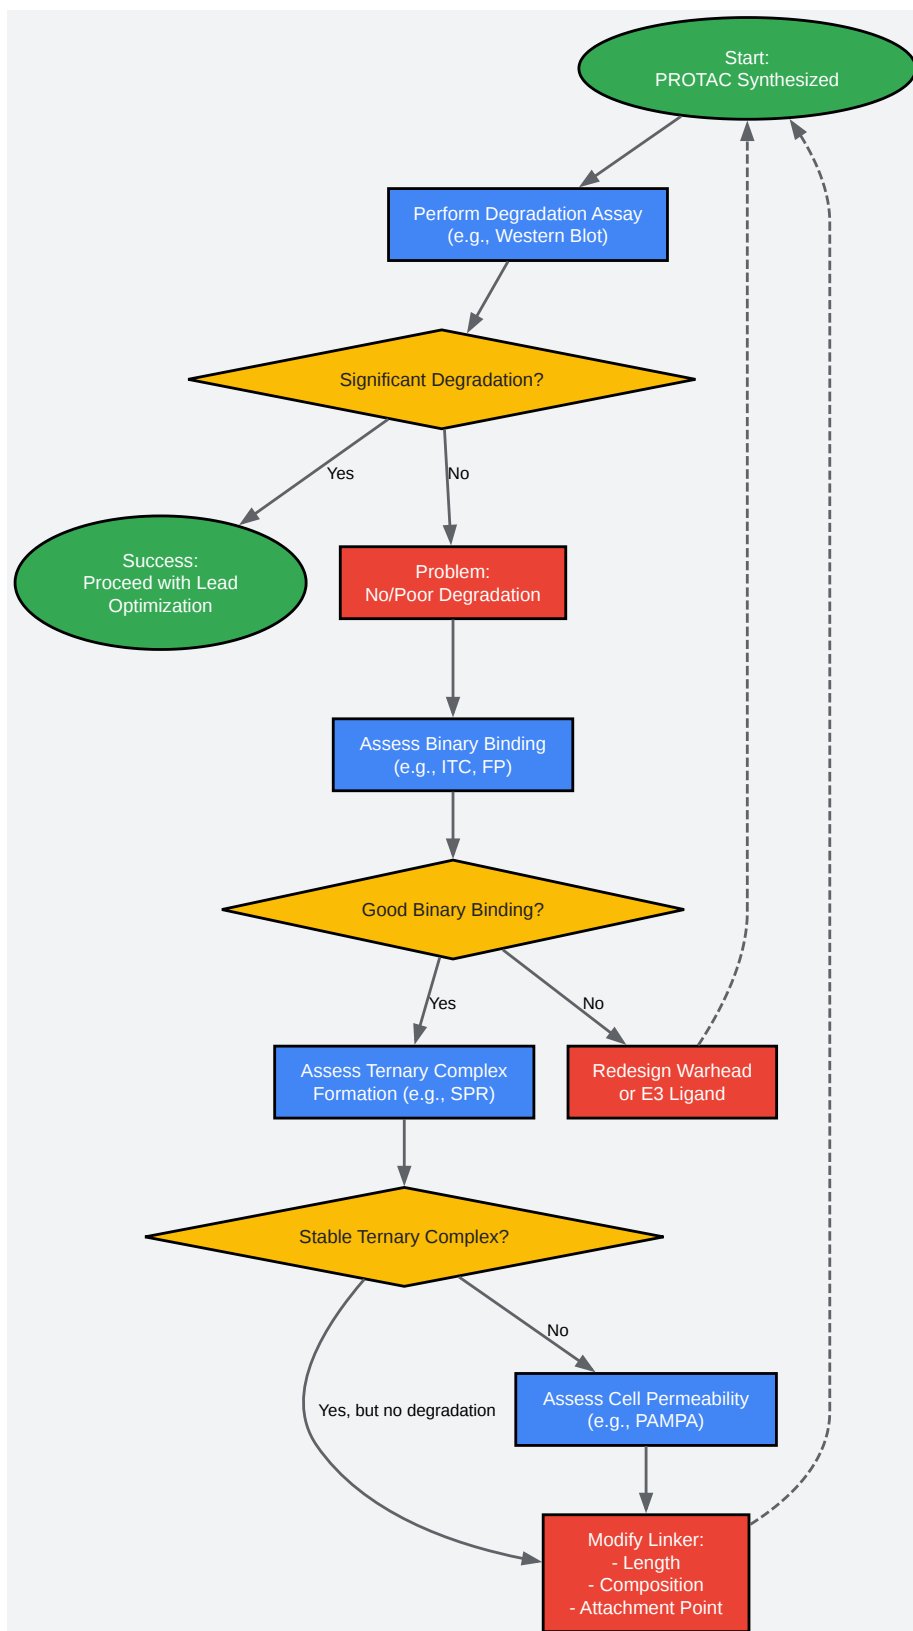 Start:
PROTAC Synthesized
Perform Degradation Assay
(e.g., Western Blot)
Significant Degradation?
Yes
No
Success:
Proceed with Lead
Optimization
Problem:
No/Poor Degradation
Assess Binary Binding
(e.g., ITC, FP)
Good Binary Binding?
Yes
No
Assess Ternary Complex
Formation (e.g., SPR)
Redesign Warhead
or E3 Ligand
Stable Ternary Complex?
No
Yes, but no degradation
Assess Cell Permeability
(e.g., PAMPA)
Modify Linker:
- Length
- Composition
- Attachment Point